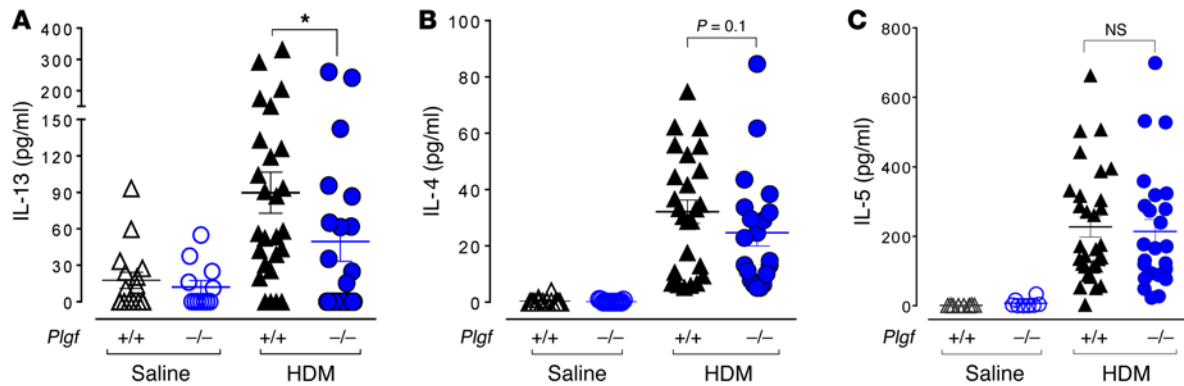 A
IL-13 (pg/ml)
400
300
200
150
120
90
60
30
0
*
Plgf
+/+
–/–
+/+
–/–
Saline
HDM
B
IL-4 (pg/ml)
100
80
60
40
20
0
P = 0.1
Plgf
+/+
–/–
+/+
–/–
Saline
HDM
C
IL-5 (pg/ml)
800
600
400
200
0
NS
Plgf
+/+
–/–
+/+
–/–
Saline
HDM